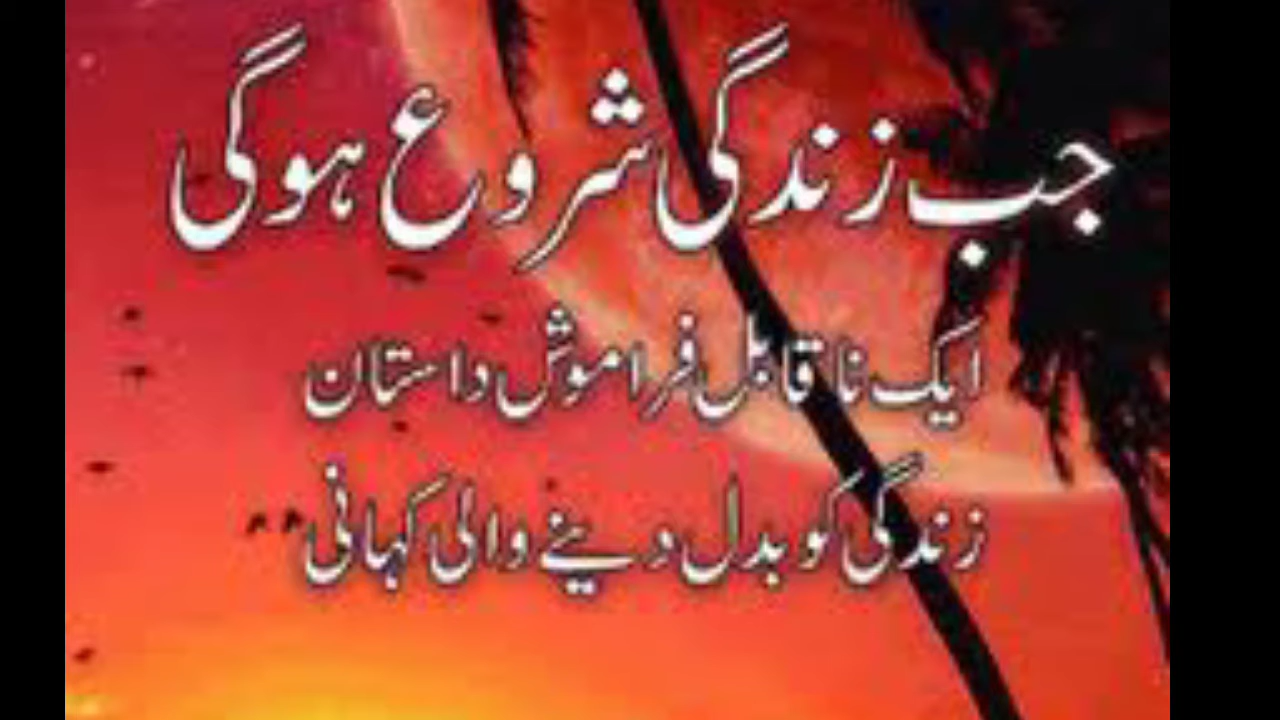 جب زندگی شروع ہوگی
ایک ناقابل فراموش داستان
زندگی کو بدل دینے والی کہانی